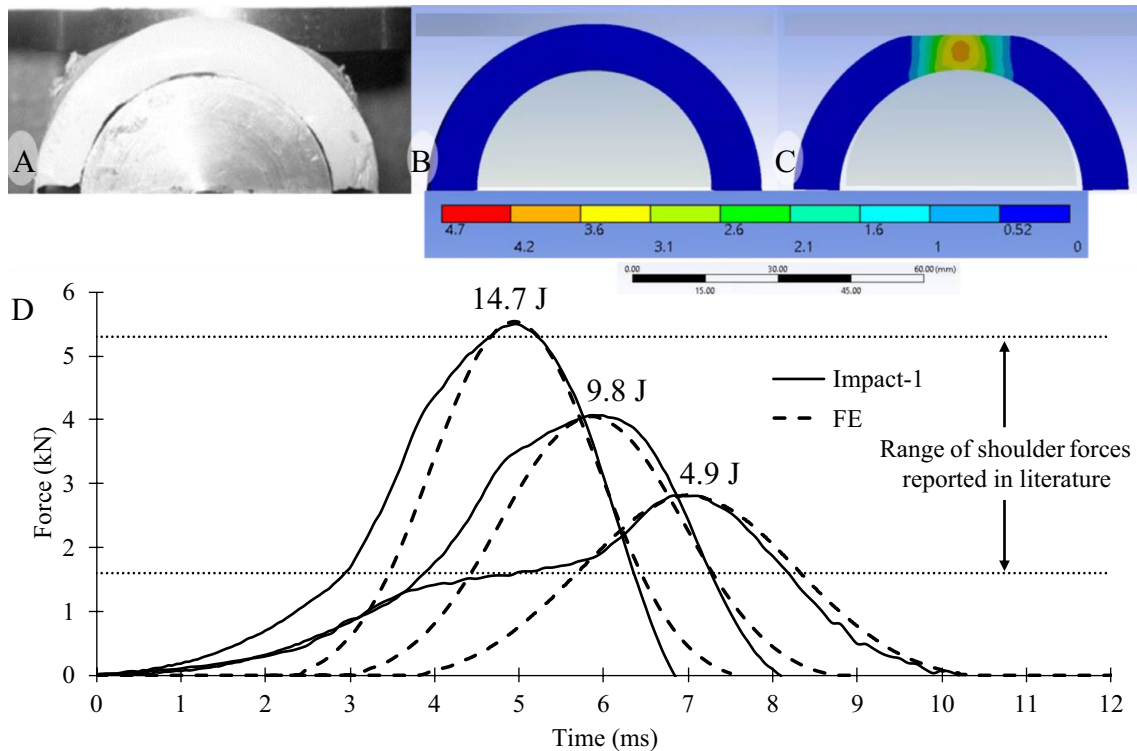 A
B
C
4.7
4.2
3.6
3.1
2.6
2.1
1.6
1
0.52
0
0.00
30.00
60.00 (mm)
15.00
45.00
D
14.7 J
9.8 J
4.9 J
Impact-1
FE
Range of shoulder forces
reported in literature
Force (kN)
6
5
4
3
2
1
0
0 1 2 3 4 5 6 7 8 9 10 11 12
Time (ms)